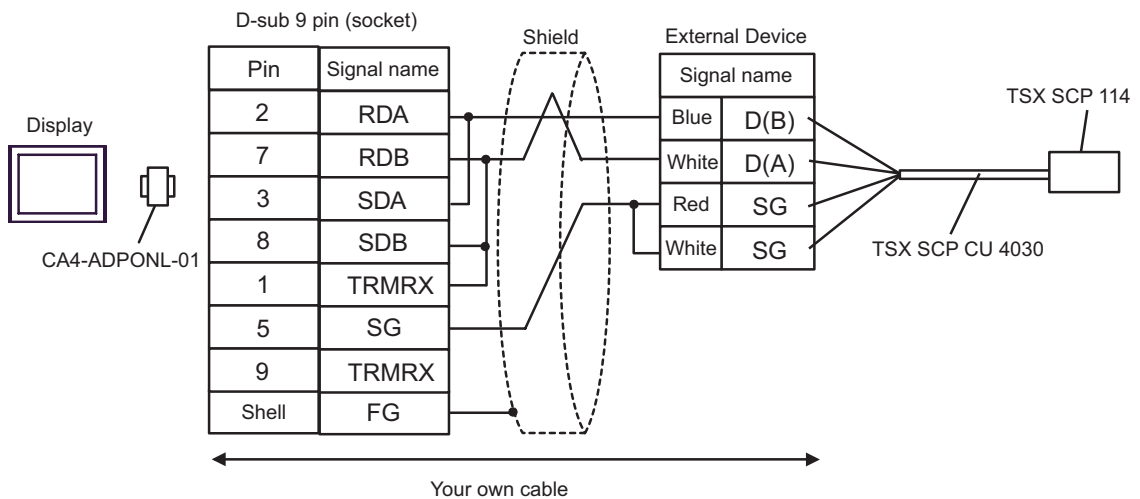 D-sub 9 pin (socket)
Shield
External Device
Pin Signal name
2 RDA
7 RDB
3 SDA
8 SDB
1 TRMRX
5 SG
9 TRMRX
Shell FG
Signal name
Blue D(B)
White D(A)
Red SG
White SG
Display
CA4-ADPONL-01
TSX SCP 114
TSX SCP CU 4030
Your own cable